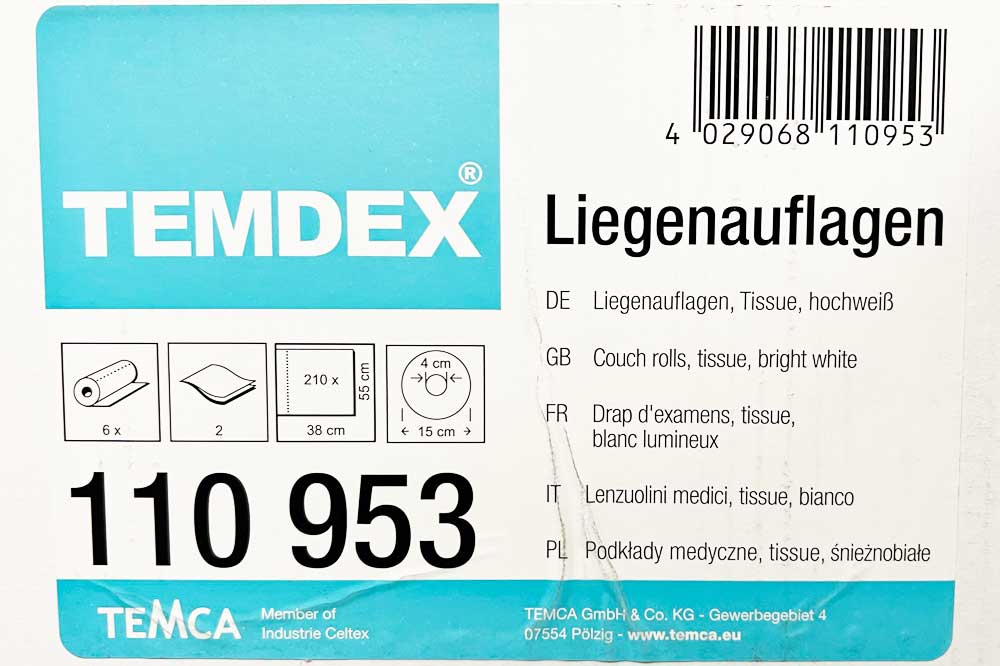 4 029068 110953
TEMDEX®
Liegenauflagen
DE Liegenauflagen, Tissue, hochweiß
GB Couch rolls, tissue, bright white
FR Drap d'examens, tissue,
blanc lumineux
IT Lenzuolini medici, tissue, bianco
PL Podkłady medyczne, tissue, śnieżnobiałe
6 x
2
210 x
55 cm
38 cm
4 cm
15 cm
110 953
TEMCA
Member of
Industrie Celtex
TEMCA GmbH & Co. KG - Gewerbegebiet 4
07554 Pölzig - www.temca.eu